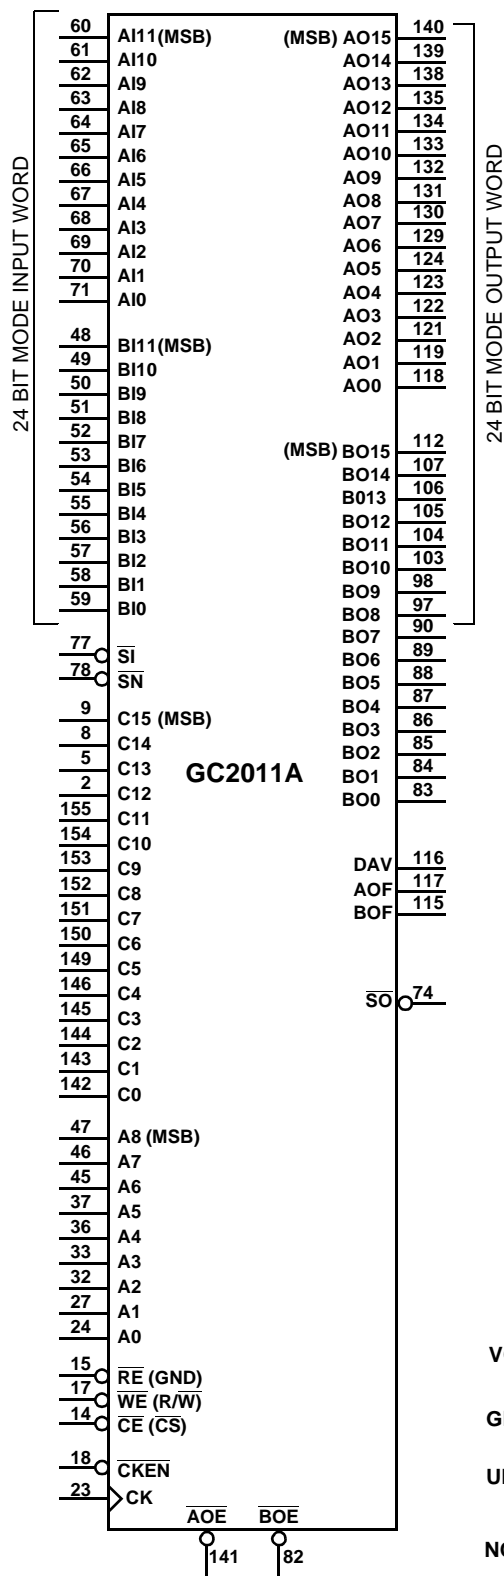 24 BIT MODE INPUT WORD
60 AI11(MSB)
61 AI10
62 AI9
63 AI8
64 AI7
65 AI6
66 AI5
67 AI4
68 AI3
69 AI2
70 AI1
71 AI0
48 BI11(MSB)
49 BI10
50 BI9
51 BI8
52 BI7
53 BI6
54 BI5
55 BI4
56 BI3
57 BI2
58 BI1
59 BI0
77 SI
78 SN
9 C15 (MSB)
8 C14
5 C13
2 C12
155 C11
154 C10
153 C9
152 C8
151 C7
150 C6
149 C5
146 C4
145 C3
144 C2
143 C1
142 C0
47 A8 (MSB)
46 A7
45 A6
37 A5
36 A4
33 A3
32 A2
27 A1
24 A0
15 RE (GND)
17 WE (R/W)
14 CE (CS)
18 CKEN
23 CK
GC2011A
(MSB) AO15 140
AO14 139
AO13 138
AO12 135
AO11 134
AO10 133
AO9 132
AO8 131
AO7 130
AO6 129
AO5 124
AO4 123
AO3 122
AO2 121
AO1 119
AO0 118
(MSB) BO15 112
BO14 107
B013 106
BO12 105
BO11 104
BO10 103
BO9 98
BO8 97
BO7 90
BO6 89
BO5 88
BO4 87
BO3 86
BO2 85
BO1 84
BO0 83
24 BIT MODE OUTPUT WORD
DAV 116
AOF 117
BOF 115
SO 74
AOE BOE
141 82
V
G